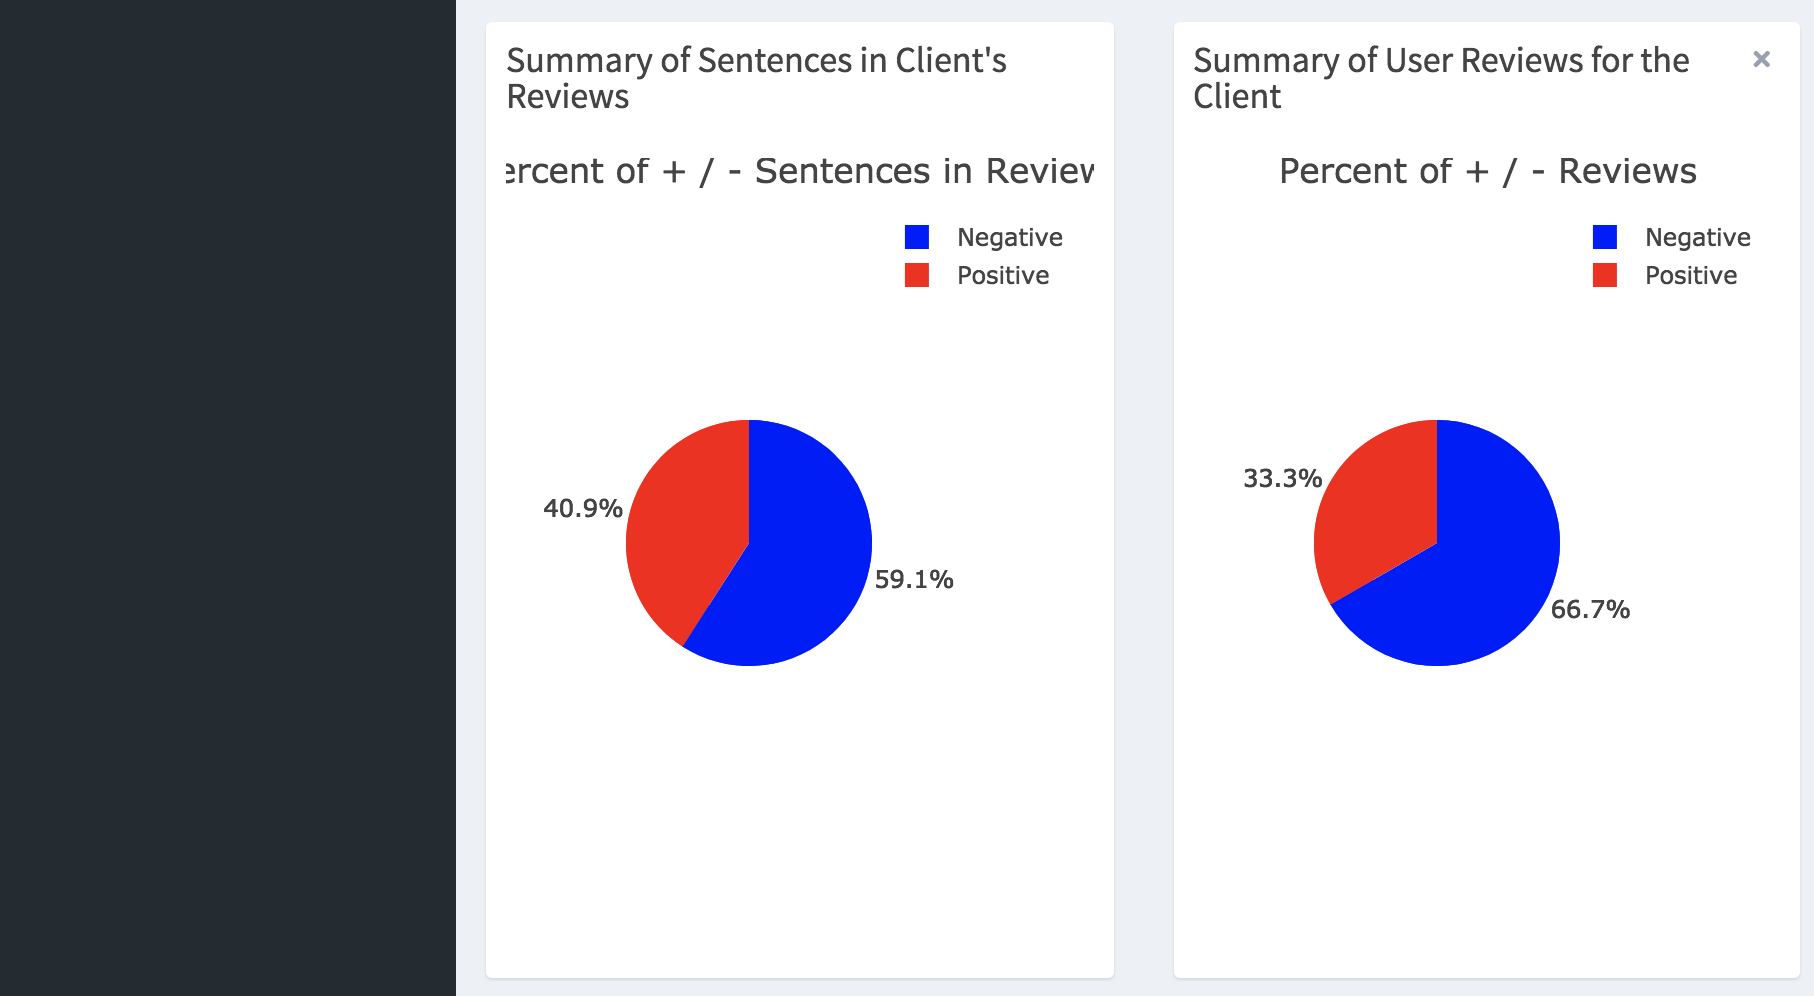 Summary of Sentences in Client's
Reviews
ercent of + / - Sentences in Review
Negative
Positive
40.9%
59.1%
Summary of User Reviews for the
Client
Percent of + / - Reviews
Negative
Positive
33.3%
66.7%